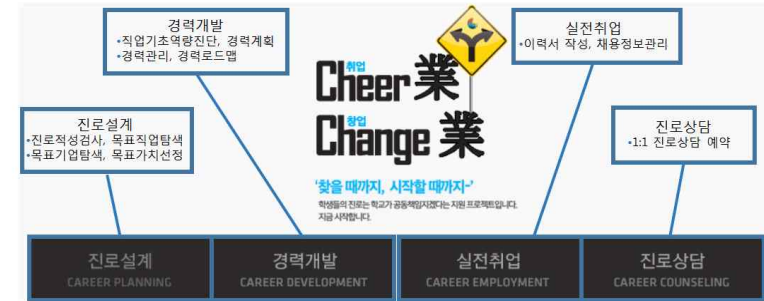 경력개발
•직업기초역량진단, 경력계획
•경력관리, 경력로드맵
실전취업
•이력서 작성, 채용정보관리
취업
Cheer業
창업
Change 業
진로설계
•진로적성검사, 목표직업탐색
•목표기업탐색, 목표가치선정
진로상담
•1:1 진로상담 예약
'찾을 때까지, 시작할 때까지~'
학생들의 진로는 학교가 공동책임지겠다는 지원 프로젝트입니다.
지금 시작합니다.
진로설계
CAREER PLANNING
경력개발
CAREER DEVELOPMENT
실전취업
CAREER EMPLOYMENT
진로상담
CAREER COUNSELING